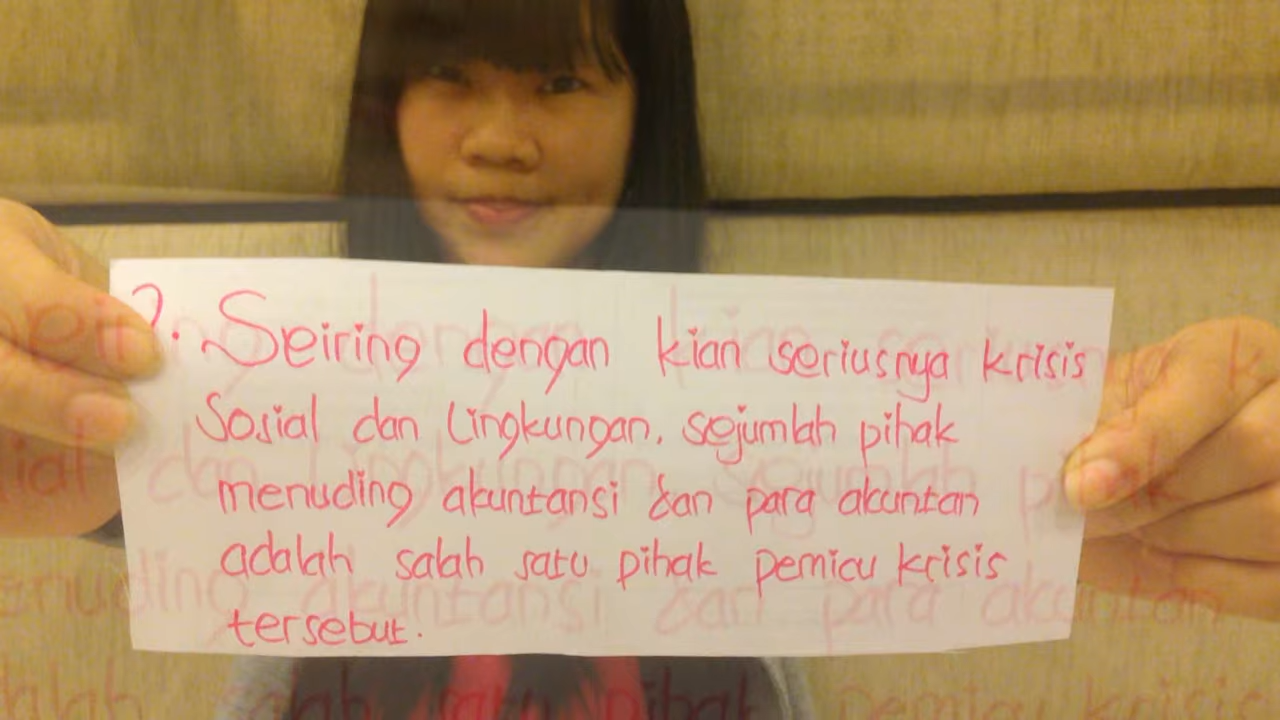 2. Seiring dengan kian seriusnya krisis
Sosial dan Lingkungan, sejumlah pihak
menuding akuntansi dan para akuntan
adalah salah satu pihak pemicu krisis
tersebut.